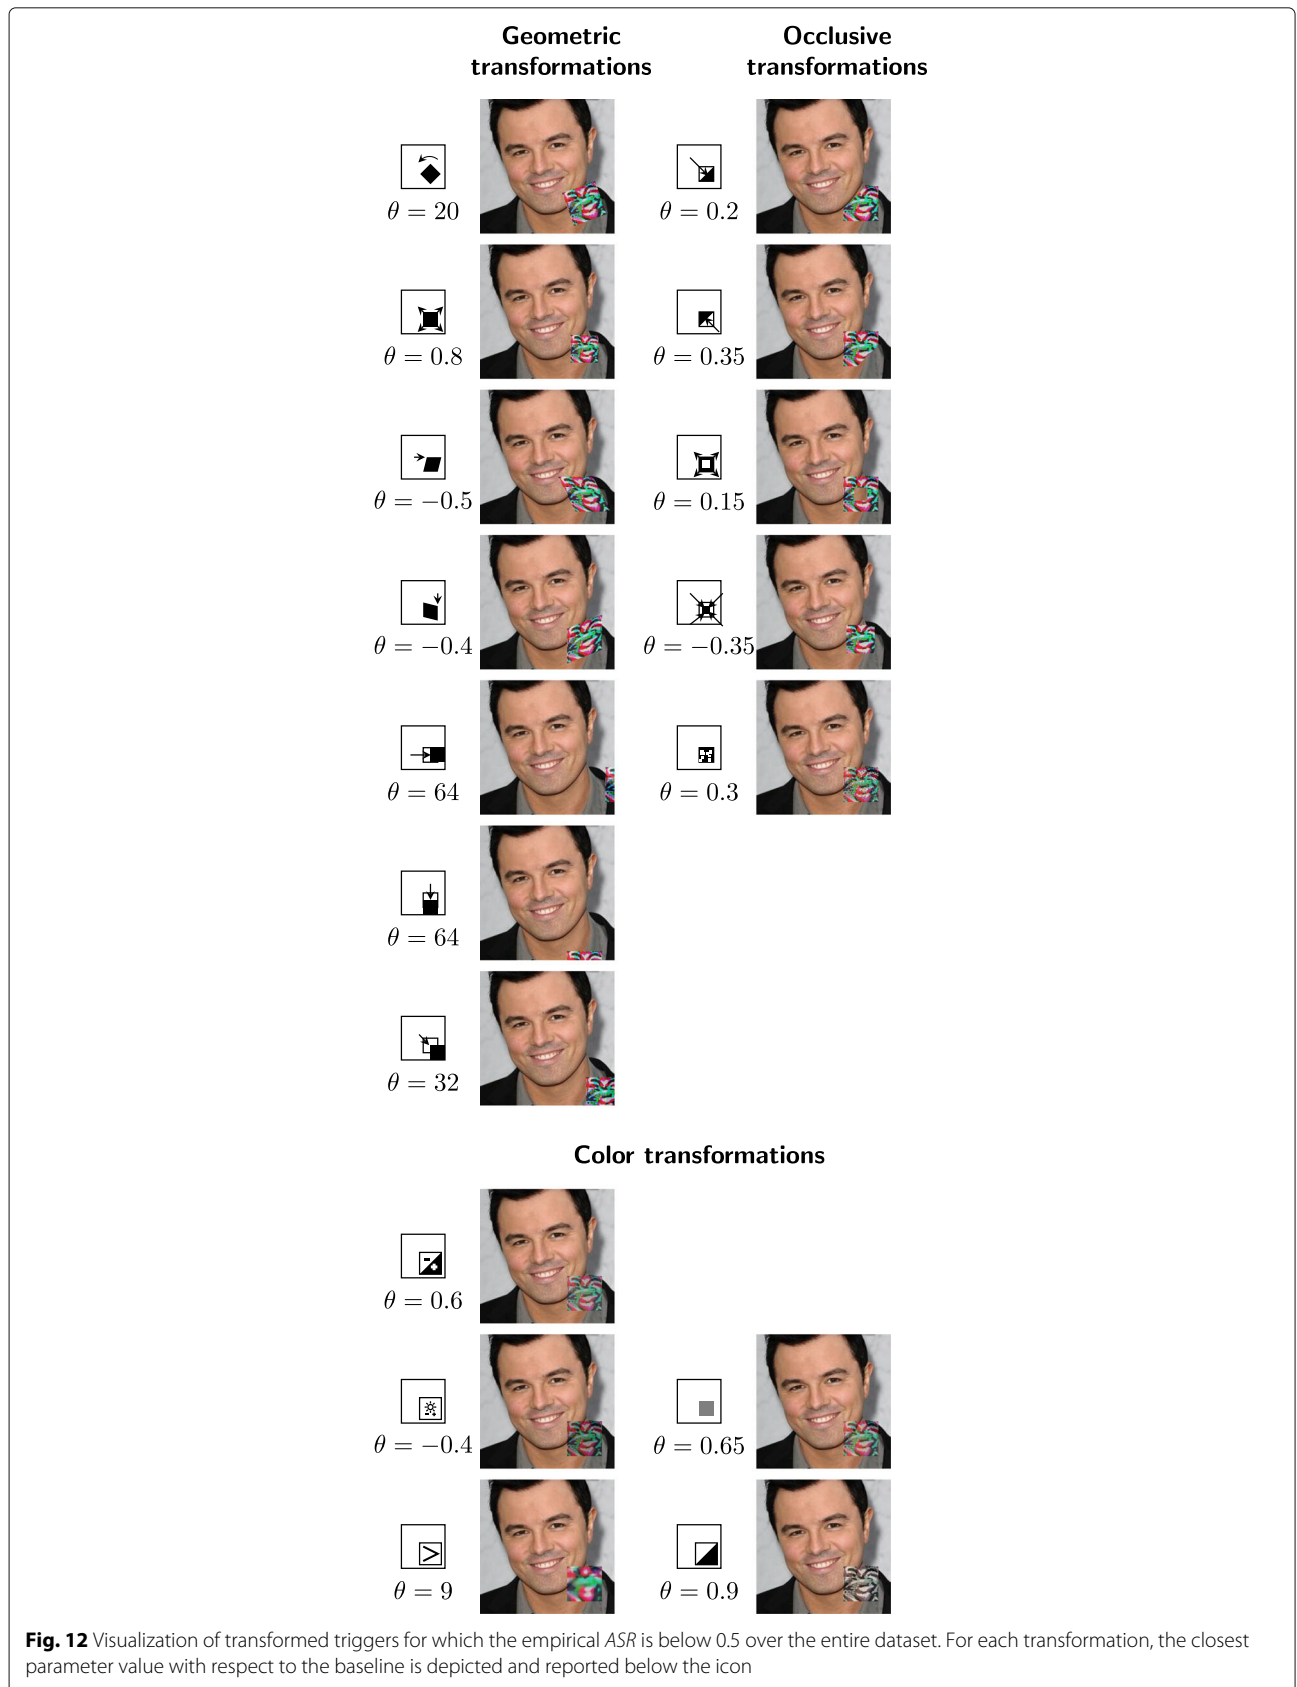 Geometric transformations
Occlusive transformations
θ = 20
θ = 0.2
θ = 0.8
θ = 0.35
θ = −0.5
θ = 0.15
θ = −0.4
θ = −0.35
θ = 64
θ = 0.3
θ = 64
θ = 32
Color transformations
θ = 0.6
θ = −0.4
θ = 0.65
θ = 9
θ = 0.9
Fig. 12 Visualization of transformed triggers for which the empirical ASR is below 0.5 over the entire dataset. For each transformation, the closest
parameter value with respect to the baseline is depicted and reported below the icon